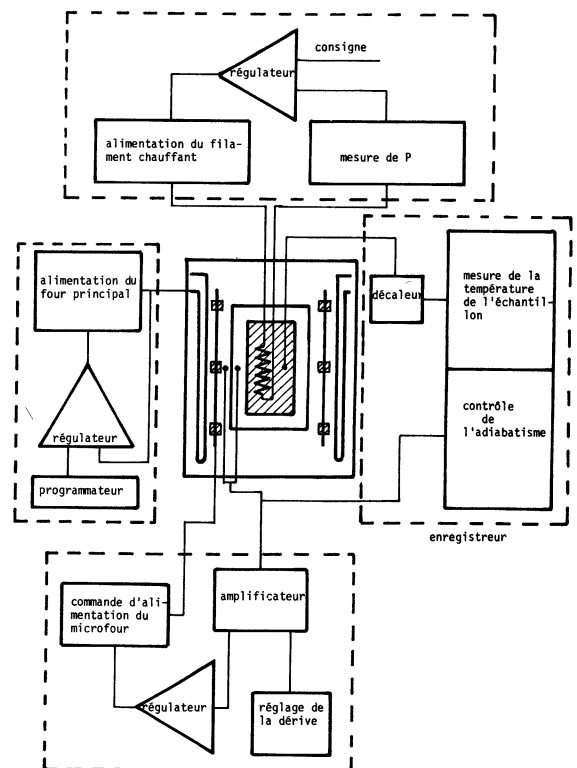 consigne
régulateur
alimentation du fila-
ment chauffant
mesure de P
alimentation du
four principal
décaleur
mesure de la
température
de l'échantil-
lon
régulateur
contrôle
de
l'adiabatisme
programmateur
enregistreur
commande d'ali-
mentation du
microfour
amplificateur
régulateur
réglage de
la dérive